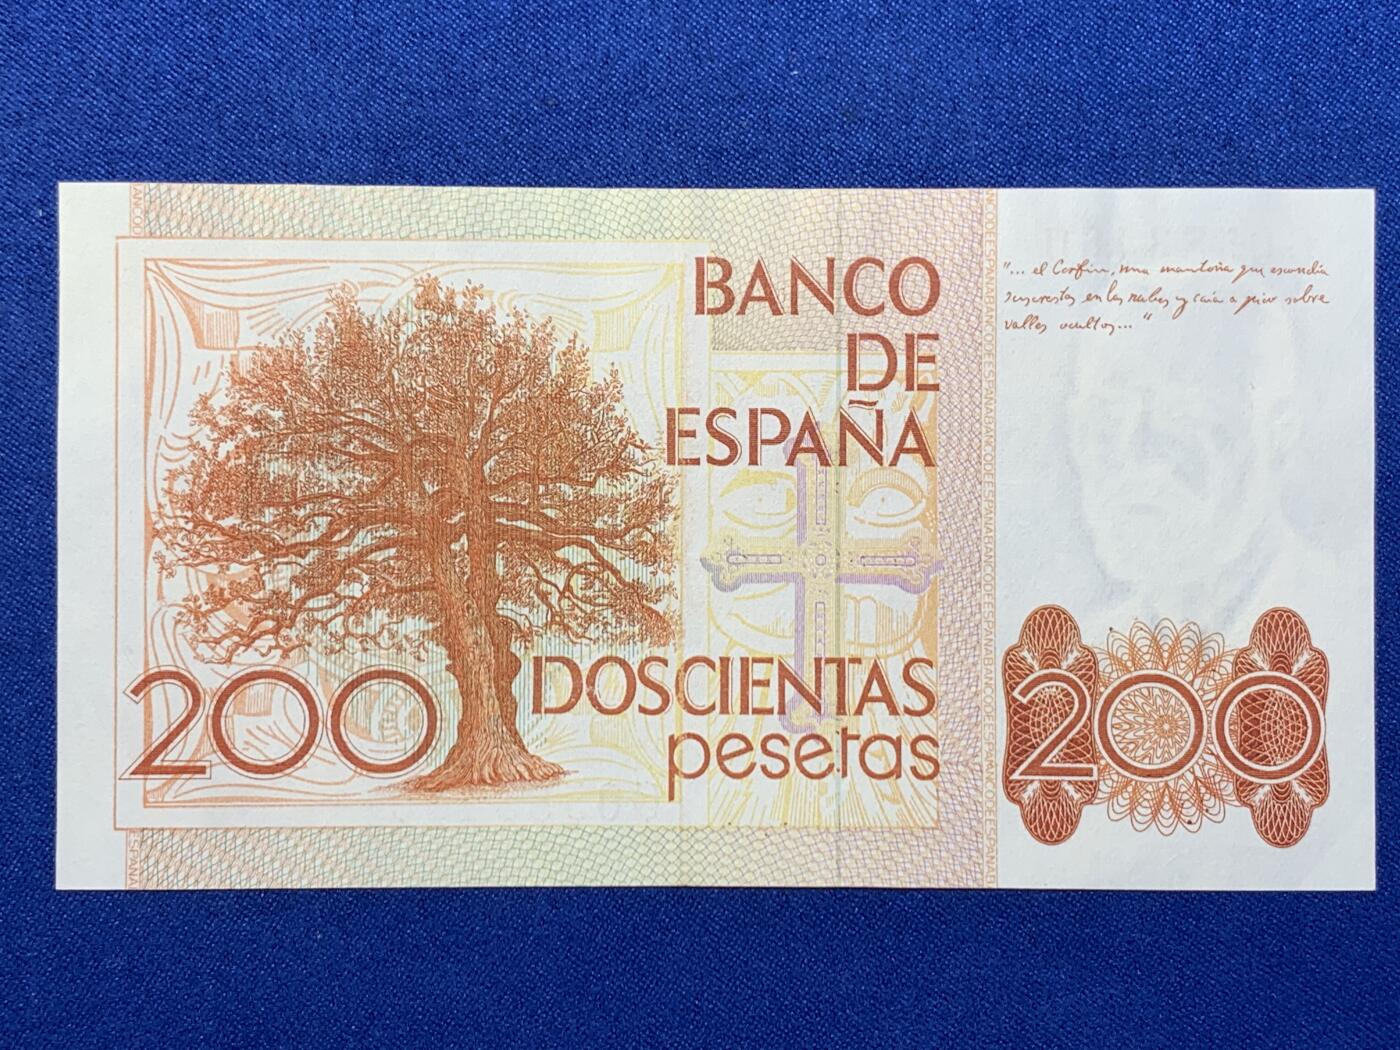 BANCO
DE
ESPAÑA
"... el Corfin, una montaña que escondía
sus crestas en las nubes y caía a pico sobre
valles ocultos... "
200
DOSCIENTAS
pesetas
200